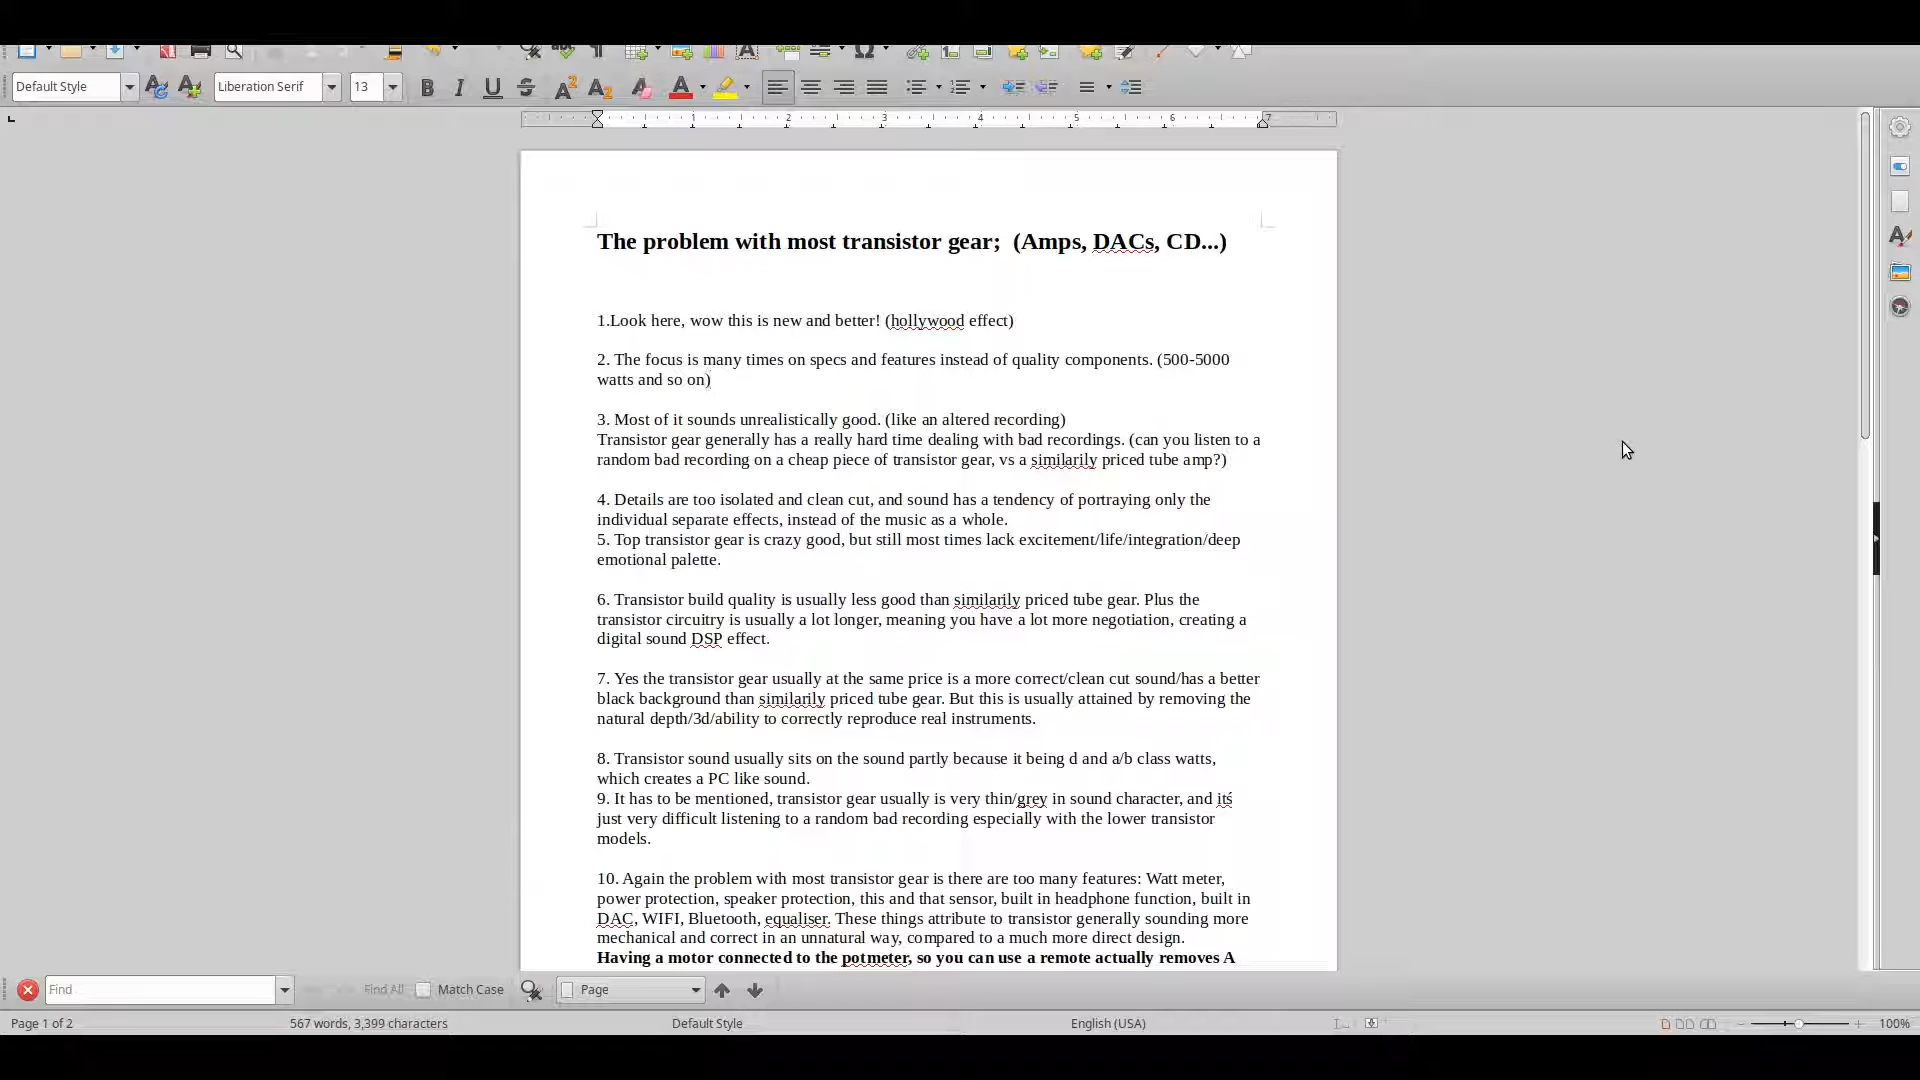 Default Style
Liberation Serif
13
1 2 3 4 5 6 7
The problem with most transistor gear;  (Amps, DACs, CD...)
1.Look here, wow this is new and better! (hollywood effect)
2. The focus is many times on specs and features instead of quality components. (500-5000
watts and so on)
3. Most of it sounds unrealistically good. (like an altered recording)
Transistor gear generally has a really hard time dealing with bad recordings. (can you listen to a
random bad recording on a cheap piece of transistor gear, vs a similarily priced tube amp?)
4. Details are too isolated and clean cut, and sound has a tendency of portraying only the
individual separate effects, instead of the music as a whole.
5. Top transistor gear is crazy good, but still most times lack excitement/life/integration/deep
emotional palette.
6. Transistor build quality is usually less good than similarily priced tube gear. Plus the
transistor circuitry is usually a lot longer, meaning you have a lot more negotiation, creating a
digital sound DSP effect.
7. Yes the transistor gear usually at the same price is a more correct/clean cut sound/has a better
black background than similarily priced tube gear. But this is usually attained by removing the
natural depth/3d/ability to correctly reproduce real instruments.
8. Transistor sound usually sits on the sound partly because it being d and a/b class watts,
which creates a PC like sound.
9. It has to be mentioned, transistor gear usually is very thin/grey in sound character, and itś
just very difficult listening to a random bad recording especially with the lower transistor
models.
10. Again the problem with most transistor gear is there are too many features: Watt meter,
power protection, speaker protection, this and that sensor, built in headphone function, built in
DAC, WIFI, Bluetooth, equaliser. These things attribute to transistor generally sounding more
mechanical and correct in an unnatural way, compared to a much more direct design.
Having a motor connected to the potmeter, so you can use a remote actually removes A
Find
Find All
Match Case
Page
Page 1 of 2
567 words, 3,399 characters
Default Style
English (USA)
100%